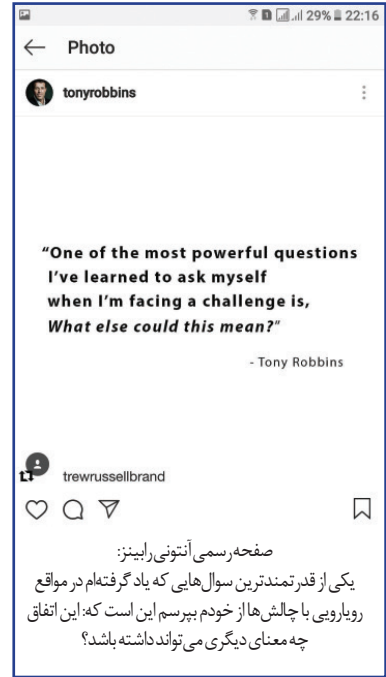 29% 22:16
Photo
tonyrobbins
“One of the most powerful questions
I’ve learned to ask myself
when I’m facing a challenge is,
What else could this mean?”
- Tony Robbins
trewrussellbrand
صفحه رسمی آنتونی رابینز:
یکی از قدرتمندترین سوال‌هایی که یاد گرفته‌ام در مواقع
رویارویی با چالش‌ها از خودم بپرسم این است که: این اتفاق
چه معنای دیگری می‌تواند داشته باشد؟